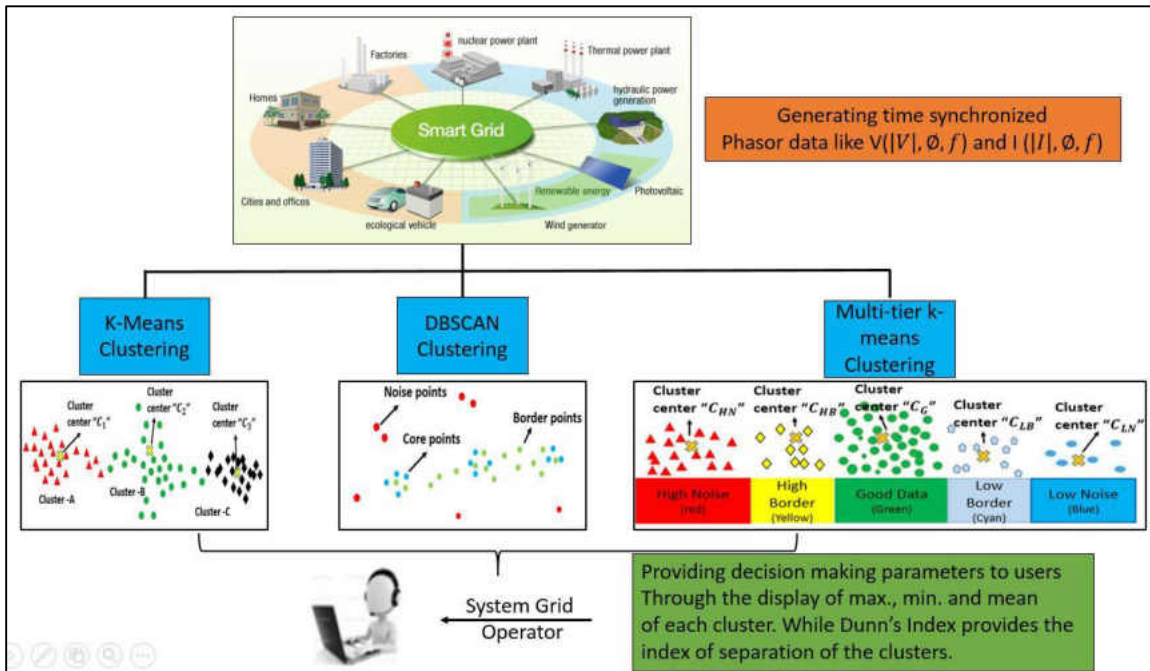 nuclear power plant
Factories
Thermal power plant
Homes
hydraulic power
generation
Smart Grid
Renewable energy
Photovoltaic
Cities and offices
ecological vehicle
Wind generator
Generating time synchronized
Phasor data like V(|V|, Ø, f) and I (|I|, Ø, f)
K-Means
Clustering
DBSCAN
Clustering
Multi-tier k-
means
Clustering
Cluster
center "C₁"
Cluster
center "C₂"
Cluster
center "C₃"
Cluster -A
Cluster -B
Cluster -C
Noise points
Border points
Core points
Cluster
center "C_HN"
Cluster
center "C_HB"
Cluster
center "C_G"
Cluster
center "C_LB"
Cluster
center "C_LN"
High Noise
(red)
High
Border
(Yellow)
Good Data
(Green)
Low
Border
(Cyan)
Low Noise
(Blue)
System Grid
Operator
Providing decision making parameters to users
Through the display of max., min. and mean
of each cluster. While Dunn's Index provides the
index of separation of the clusters.